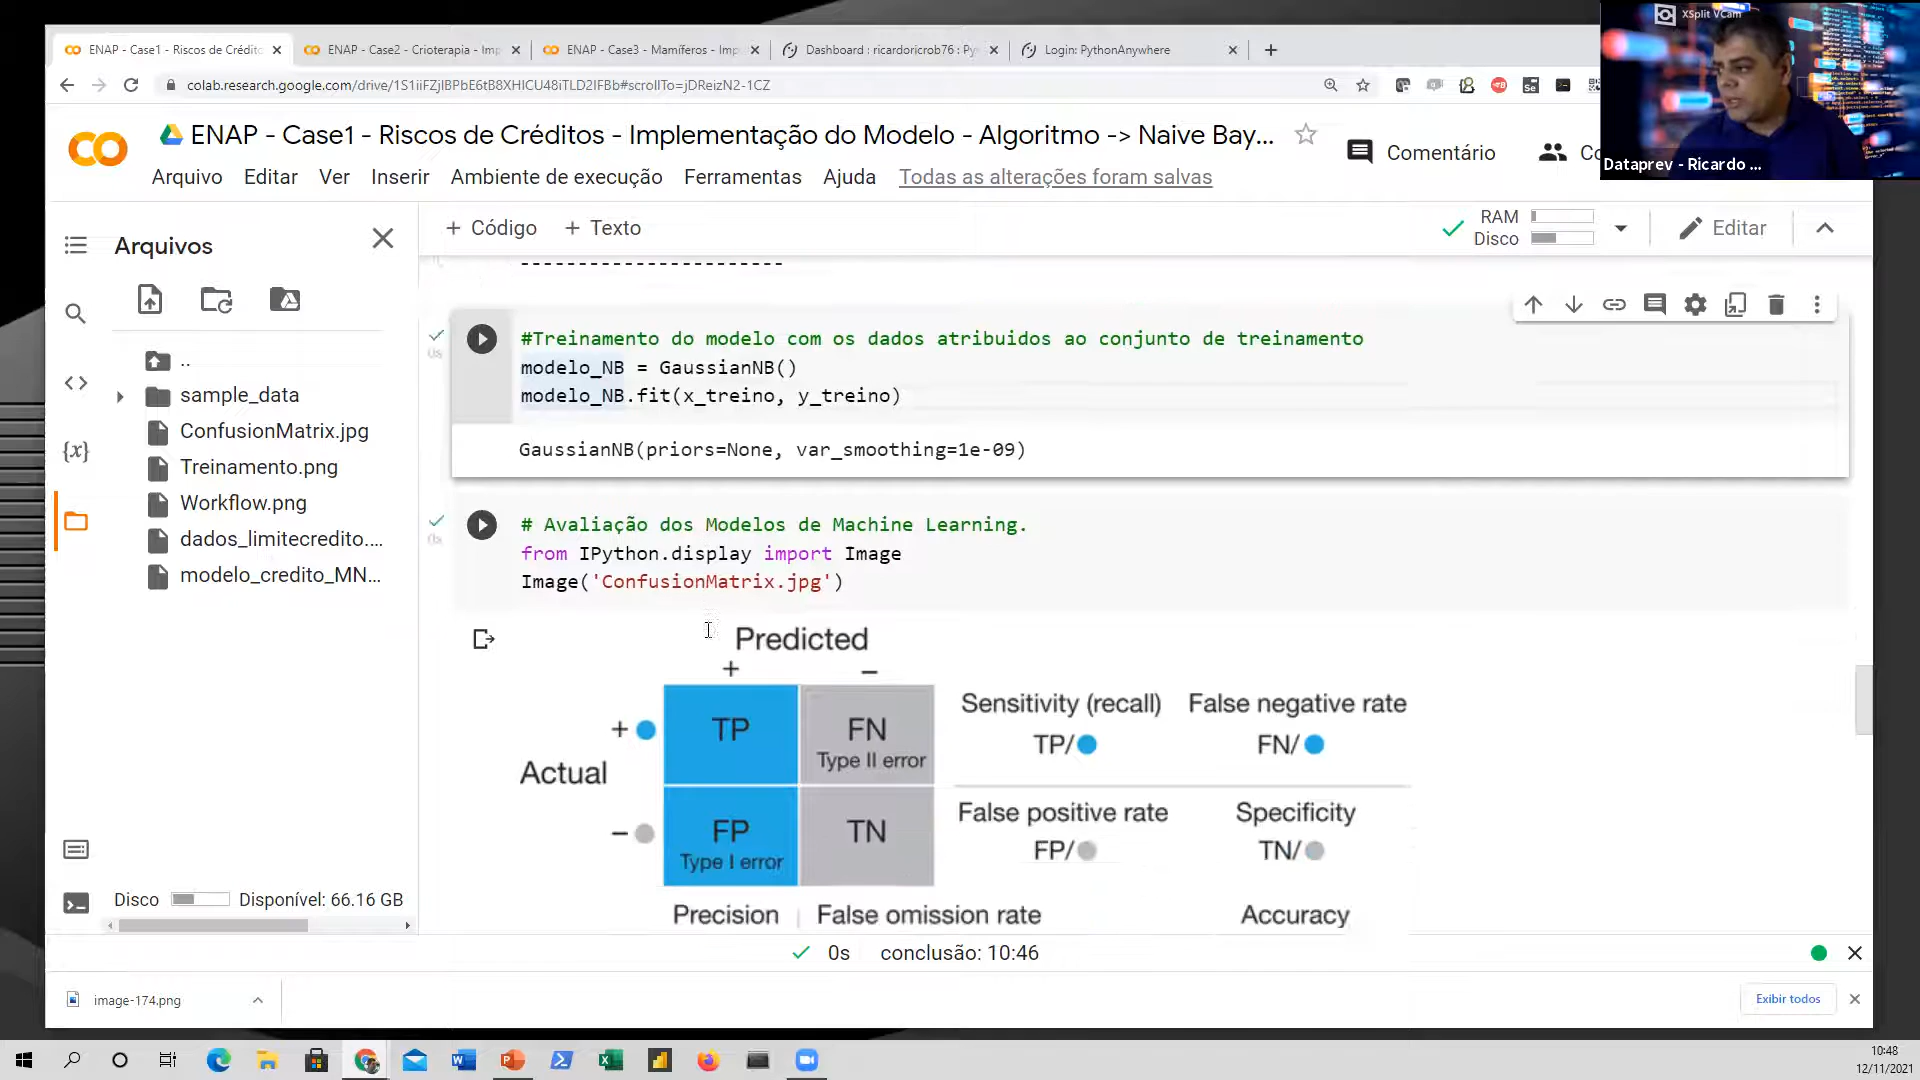 ENAP - Case1 - Riscos de Crédito
ENAP - Case2 - Crioterapia - Imp
ENAP - Case3 - Mamíferos - Imp
Dashboard : ricardoricrob76 : Py
Login: PythonAnywhere
XSplit VCam
colab.research.google.com/drive/1S1iiFZjIBPbE6tB8XHICU48iTLD2IFBb#scrollTo=jDReizN2-1CZ
ENAP - Case1 - Riscos de Créditos - Implementação do Modelo - Algoritmo -> Naive Bay...
Comentário
Dataprev - Ricardo ...
Arquivo Editar Ver Inserir Ambiente de execução Ferramentas Ajuda Todas as alterações foram salvas
Arquivos
+ Código + Texto
RAM
Disco
Editar
-----------------------
..
sample_data
ConfusionMatrix.jpg
Treinamento.png
Workflow.png
dados_limitecredito....
modelo_credito_MN...
{x}
Disco Disponível: 66.16 GB
0s
#Treinamento do modelo com os dados atribuidos ao conjunto de treinamento
modelo_NB = GaussianNB()
modelo_NB.fit(x_treino, y_treino)
GaussianNB(priors=None, var_smoothing=1e-09)
0s
# Avaliação dos Modelos de Machine Learning.
from IPython.display import Image
Image('ConfusionMatrix.jpg')
Predicted
+ −
Actual
+
−
TP
FN
Type II error
FP
Type I error
TN
Sensitivity (recall) False negative rate
TP/ FN/
False positive rate Specificity
FP/ TN/
Precision False omission rate Accuracy
0s conclusão: 10:46
image-174.png
Exibir todos
10:48
12/11/2021